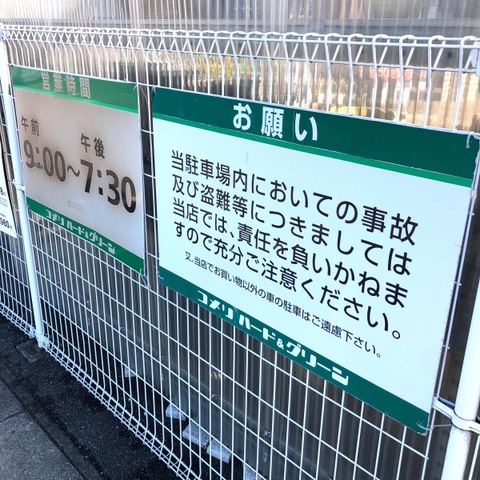 営業時間
午前 午後
9:00~7:30
コメリ ハード&グリーン
お願い
当駐車場内においての事故
及び盗難等につきましては
当店では、責任を負いかねま
すので充分ご注意ください。
又、当店でお買い物以外の車の駐車はご遠慮下さい。
コメリ ハード&グリーン